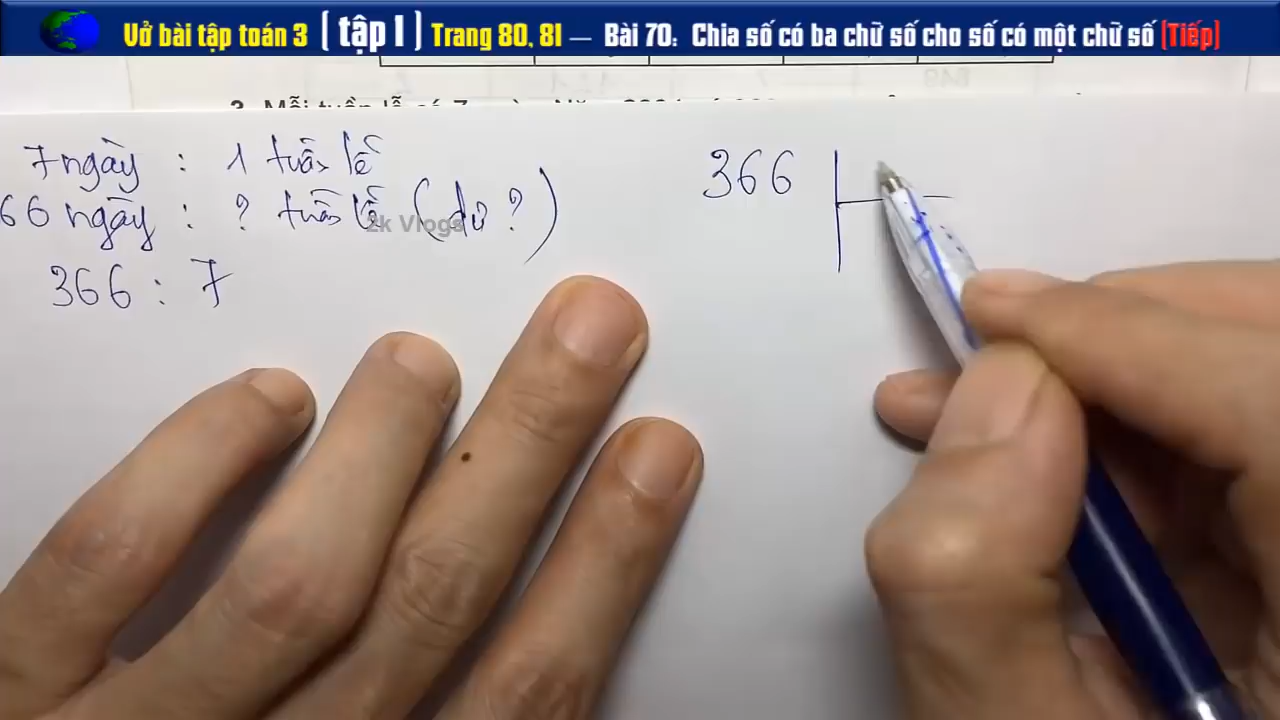 Vở bài tập toán 3 ( tập 1 ) Trang 80, 81 — Bài 70: Chia số có ba chữ số cho số có một chữ số (Tiếp)
7 ngày : 1 tuần lễ
66 ngày : ? tuần lễ (dư ?)
2k Vlogs
366 : 7
366